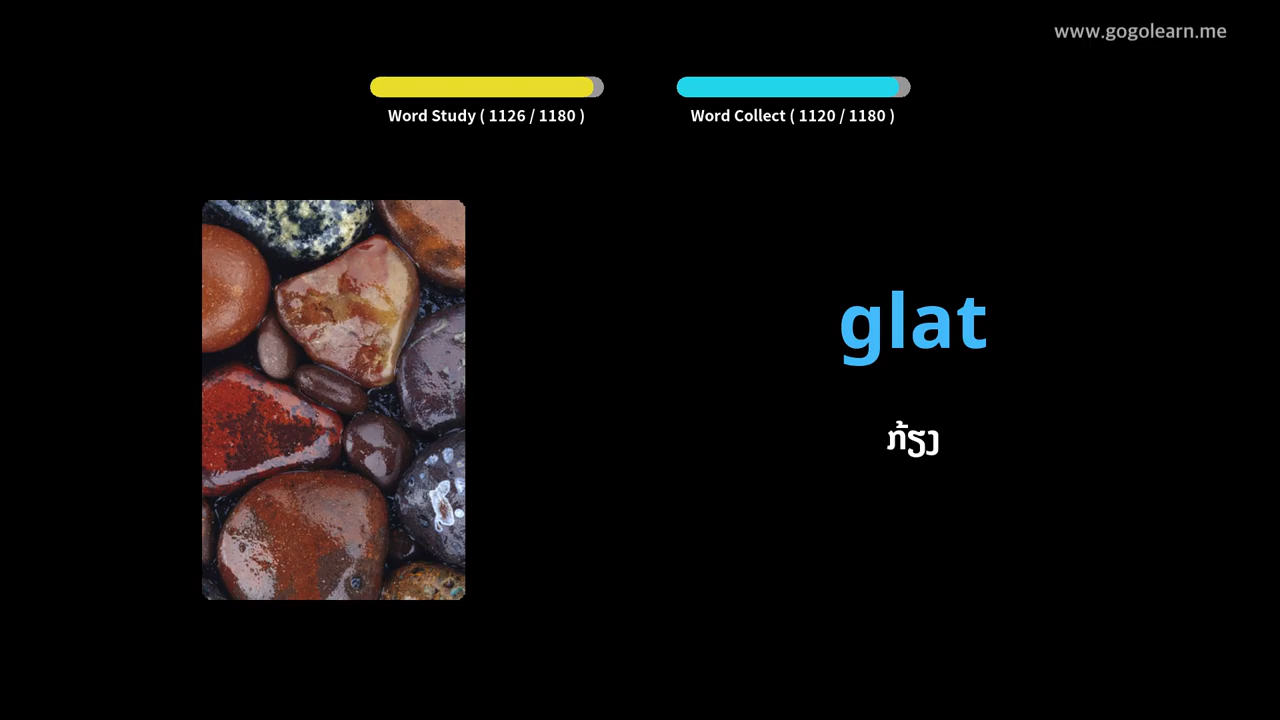 www.gogolearn.me
Word Study ( 1126 / 1180 )
Word Collect ( 1120 / 1180 )
glat
ກ້ຽງ